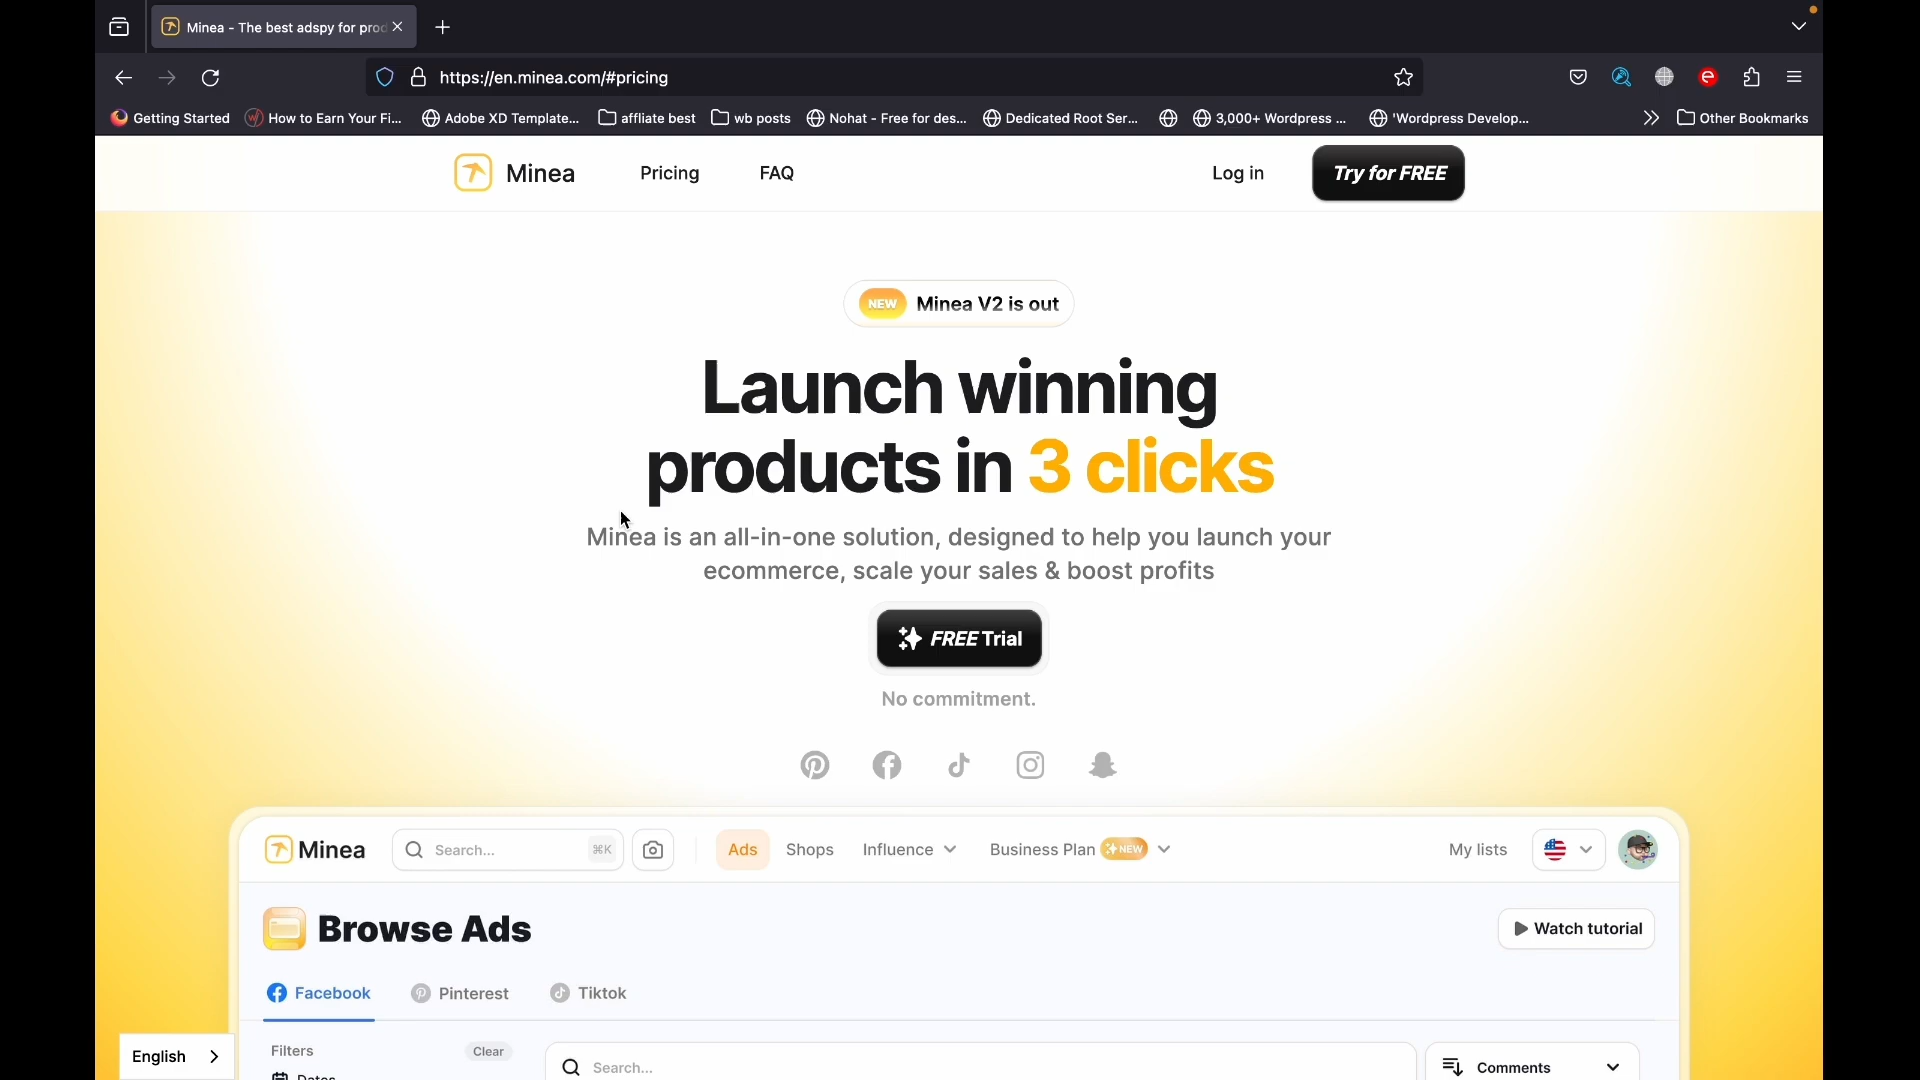 Minea - The best adspy for prod
https://en.minea.com/#pricing
Getting Started
How to Earn Your Fi...
Adobe XD Template...
affliate best
wb posts
Nohat - Free for des...
Dedicated Root Ser...
3,000+ Wordpress ...
'Wordpress Develop...
Other Bookmarks
Minea
Pricing
FAQ
Log in
Try for FREE
NEW Minea V2 is out
Launch winning
products in 3 clicks
Minea is an all-in-one solution, designed to help you launch your
ecommerce, scale your sales & boost profits
FREE Trial
No commitment.
Minea
Search...
⌘K
Ads
Shops
Influence
Business Plan
NEW
My lists
Browse Ads
Watch tutorial
Facebook
Pinterest
Tiktok
English
Filters
Clear
Dates
Search...
Comments